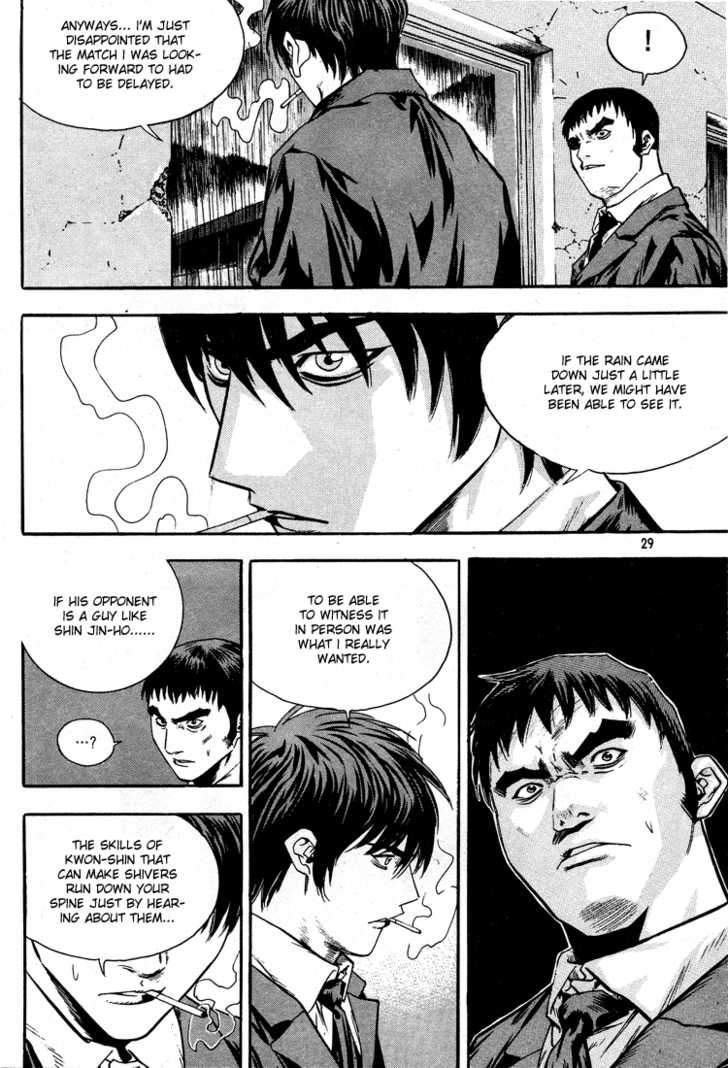 ANYWAYS... I'M JUST
DISAPPOINTED THAT
THE MATCH I WAS LOOK-
ING FORWARD TO HAD
TO BE DELAYED.
!
IF THE RAIN CAME
DOWN JUST A LITTLE
LATER, WE MIGHT HAVE
BEEN ABLE TO SEE IT.
29
IF HIS OPPONENT
IS A GUY LIKE
SHIN JIN-HO......
...?
THE SKILLS OF
KWON-SHIN THAT
CAN MAKE SHIVERS
RUN DOWN YOUR
SPINE JUST BY HEAR-
ING ABOUT THEM...
TO BE ABLE
TO WITNESS IT
IN PERSON WAS
WHAT I REALLY
WANTED.